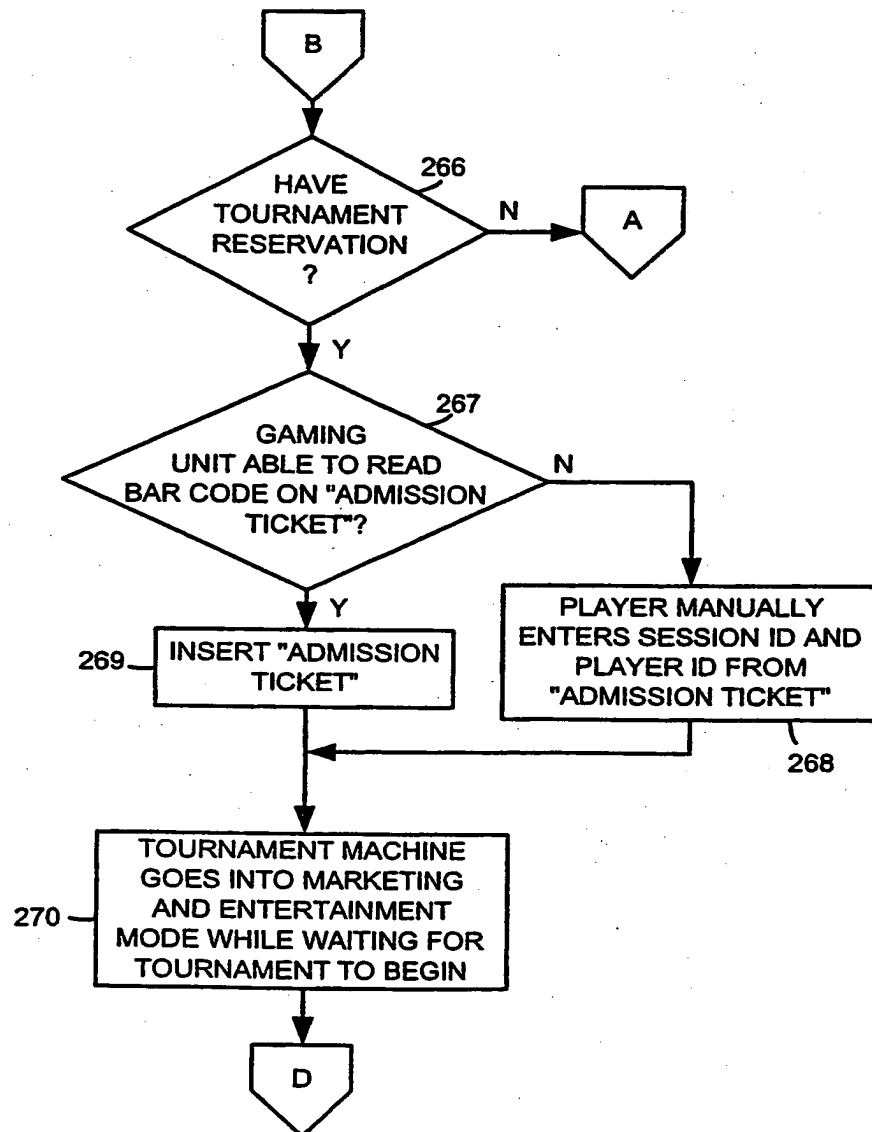 B
266
HAVE
TOURNAMENT
RESERVATION
?
N
A
Y
267
GAMING
UNIT ABLE TO READ
BAR CODE ON "ADMISSION
TICKET"?
N
Y
269
INSERT "ADMISSION
TICKET"
PLAYER MANUALLY
ENTERS SESSION ID AND
PLAYER ID FROM
"ADMISSION TICKET"
268
270
TOURNAMENT MACHINE
GOES INTO MARKETING
AND ENTERTAINMENT
MODE WHILE WAITING FOR
TOURNAMENT TO BEGIN
D